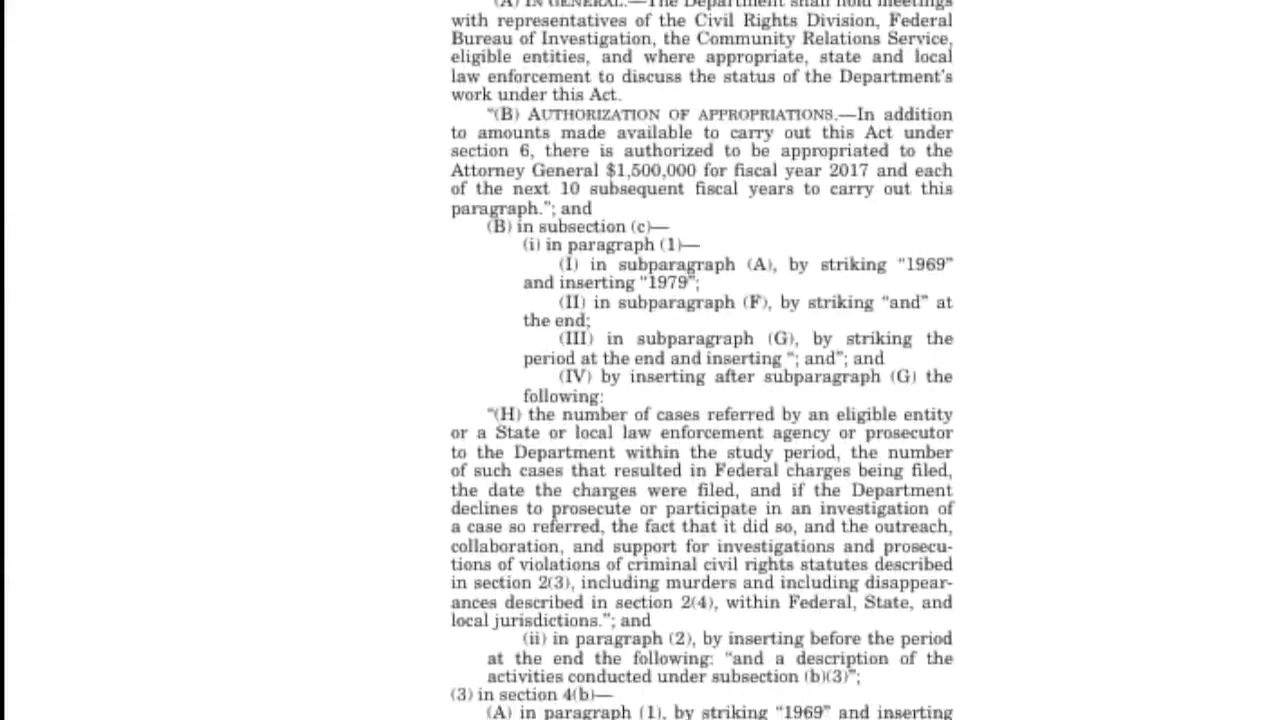 (A) IN GENERAL.—The Department shall hold meetings
with representatives of the Civil Rights Division, Federal
Bureau of Investigation, the Community Relations Service,
eligible entities, and where appropriate, state and local
law enforcement to discuss the status of the Department's
work under this Act.
"(B) AUTHORIZATION OF APPROPRIATIONS.—In addition
to amounts made available to carry out this Act under
section 6, there is authorized to be appropriated to the
Attorney General $1,500,000 for fiscal year 2017 and each
of the next 10 subsequent fiscal years to carry out this
paragraph."; and
(B) in subsection (c)—
(i) in paragraph (1)—
(I) in subparagraph (A), by striking "1969"
and inserting "1979";
(II) in subparagraph (F), by striking "and" at
the end;
(III) in subparagraph (G), by striking the
period at the end and inserting "; and"; and
(IV) by inserting after subparagraph (G) the
following:
"(H) the number of cases referred by an eligible entity
or a State or local law enforcement agency or prosecutor
to the Department within the study period, the number
of such cases that resulted in Federal charges being filed,
the date the charges were filed, and if the Department
declines to prosecute or participate in an investigation of
a case so referred, the fact that it did so, and the outreach,
collaboration, and support for investigations and prosecu-
tions of violations of criminal civil rights statutes described
in section 2(3), including murders and including disappear-
ances described in section 2(4), within Federal, State, and
local jurisdictions."; and
(ii) in paragraph (2), by inserting before the period
at the end the following: "and a description of the
activities conducted under subsection (b)(3)";
(3) in section 4(b)—
(A) in paragraph (1), by striking "1969" and inserting